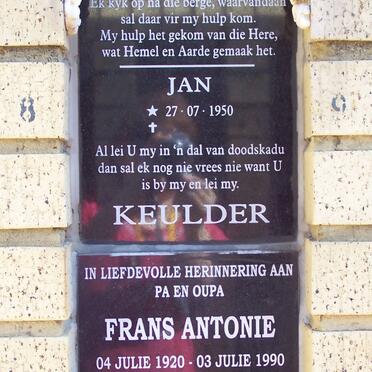 Ek kyk op na die berge, waarvandaan
sal daar vir my hulp kom.
My hulp het gekom van die Here,
wat Hemel en Aarde gemaak het.
JAN
27 · 07 · 1950
Al lei U my in 'n dal van doodskadu
dan sal ek nog nie vrees nie want U
is by my en lei my.
KEULDER
8
9
IN LIEFDEVOLLE HERINNERING AAN
PA EN OUPA
FRANS ANTONIE
04 JULIE 1920 - 03 JULIE 1990